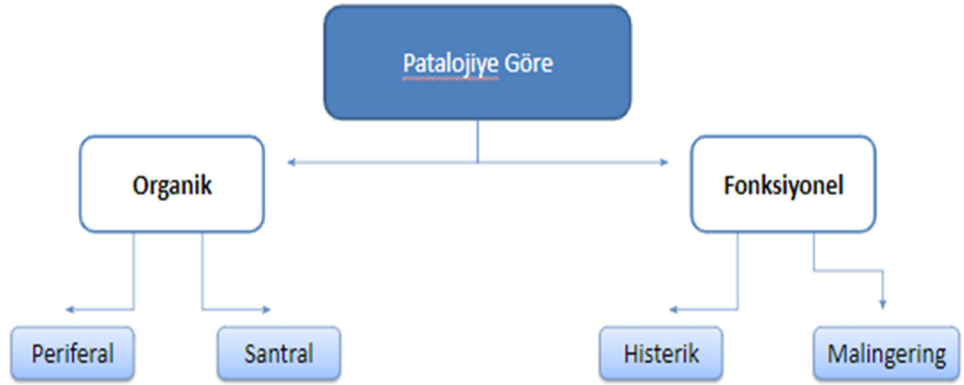 Patalojiye Göre
Organik
Fonksiyonel
Periferal
Santral
Histerik
Malingering